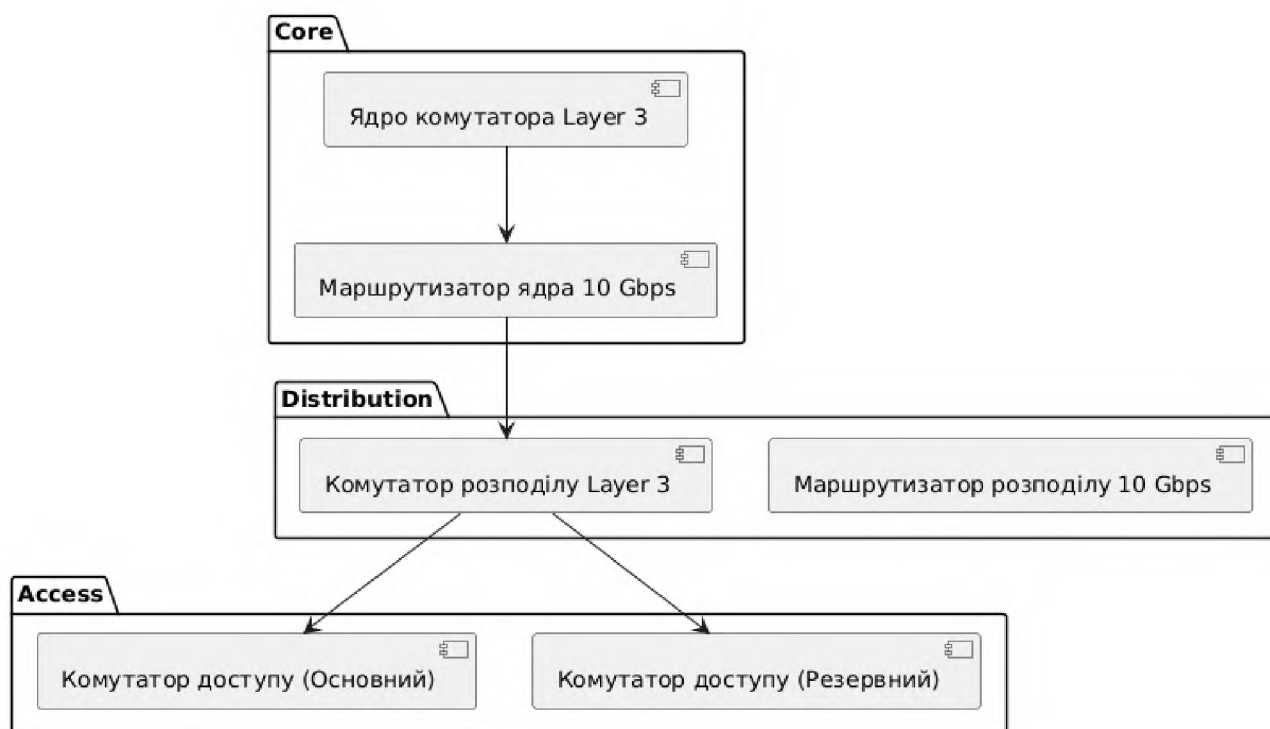 Core
Ядро комутатора Layer 3
Маршрутизатор ядра 10 Gbps
Distribution
Комутатор розподілу Layer 3
Маршрутизатор розподілу 10 Gbps
Access
Комутатор доступу (Основний)
Комутатор доступу (Резервний)